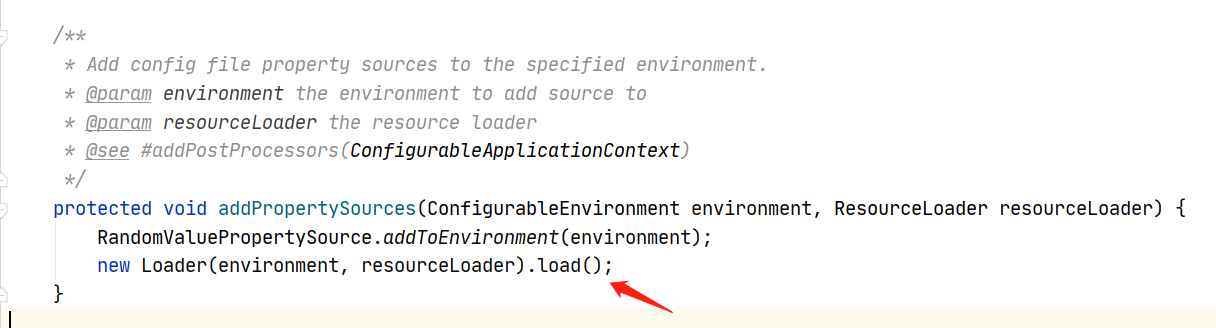 /**
 * Add config file property sources to the specified environment.
 * @param environment the environment to add source to
 * @param resourceLoader the resource loader
 * @see #addPostProcessors(ConfigurableApplicationContext)
 */
protected void addPropertySources(ConfigurableEnvironment environment, ResourceLoader resourceLoader) {
    RandomValuePropertySource.addToEnvironment(environment);
    new Loader(environment, resourceLoader).load();
}